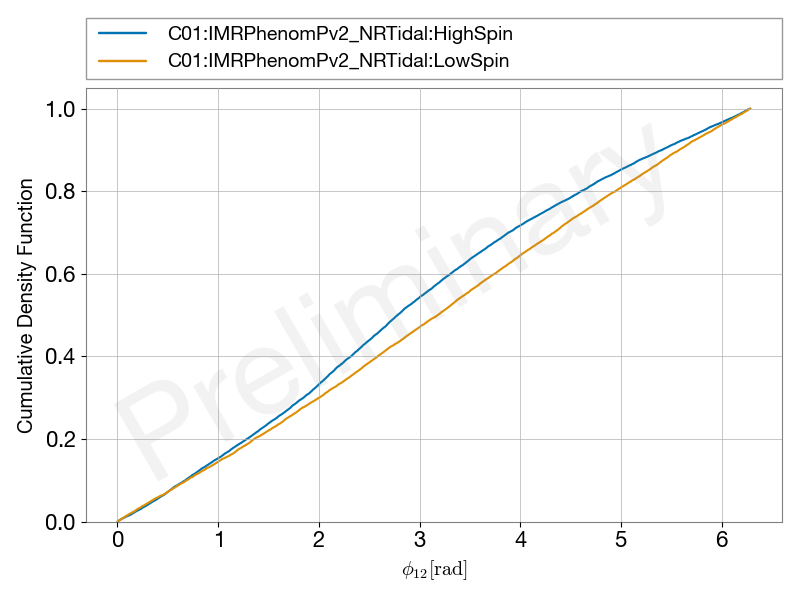 C01:IMRPhenomPv2_NRTidal:HighSpin
C01:IMRPhenomPv2_NRTidal:LowSpin
Preliminary
Cumulative Density Function
1.0
0.8
0.6
0.4
0.2
0.0
0 1 2 3 4 5 6
ϕ₁₂[rad]